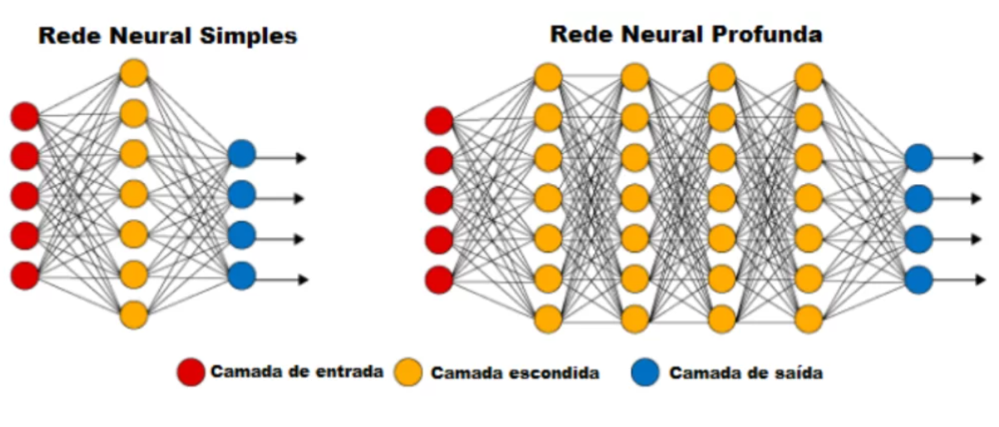 Rede Neural Simples
Rede Neural Profunda
Camada de entrada
Camada escondida
Camada de saída